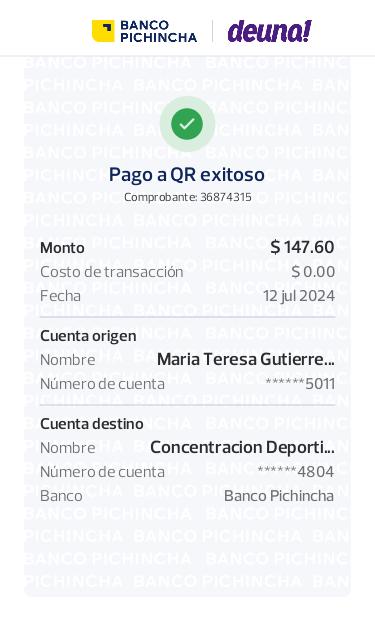 BANCO PICHINCHA
deuna!
Pago a QR exitoso
Comprobante: 36874315
Monto $ 147.60
Costo de transacción $ 0.00
Fecha 12 jul 2024
Cuenta origen
Nombre Maria Teresa Gutierre...
Número de cuenta ******5011
Cuenta destino
Nombre Concentracion Deporti...
Número de cuenta ******4804
Banco Banco Pichincha